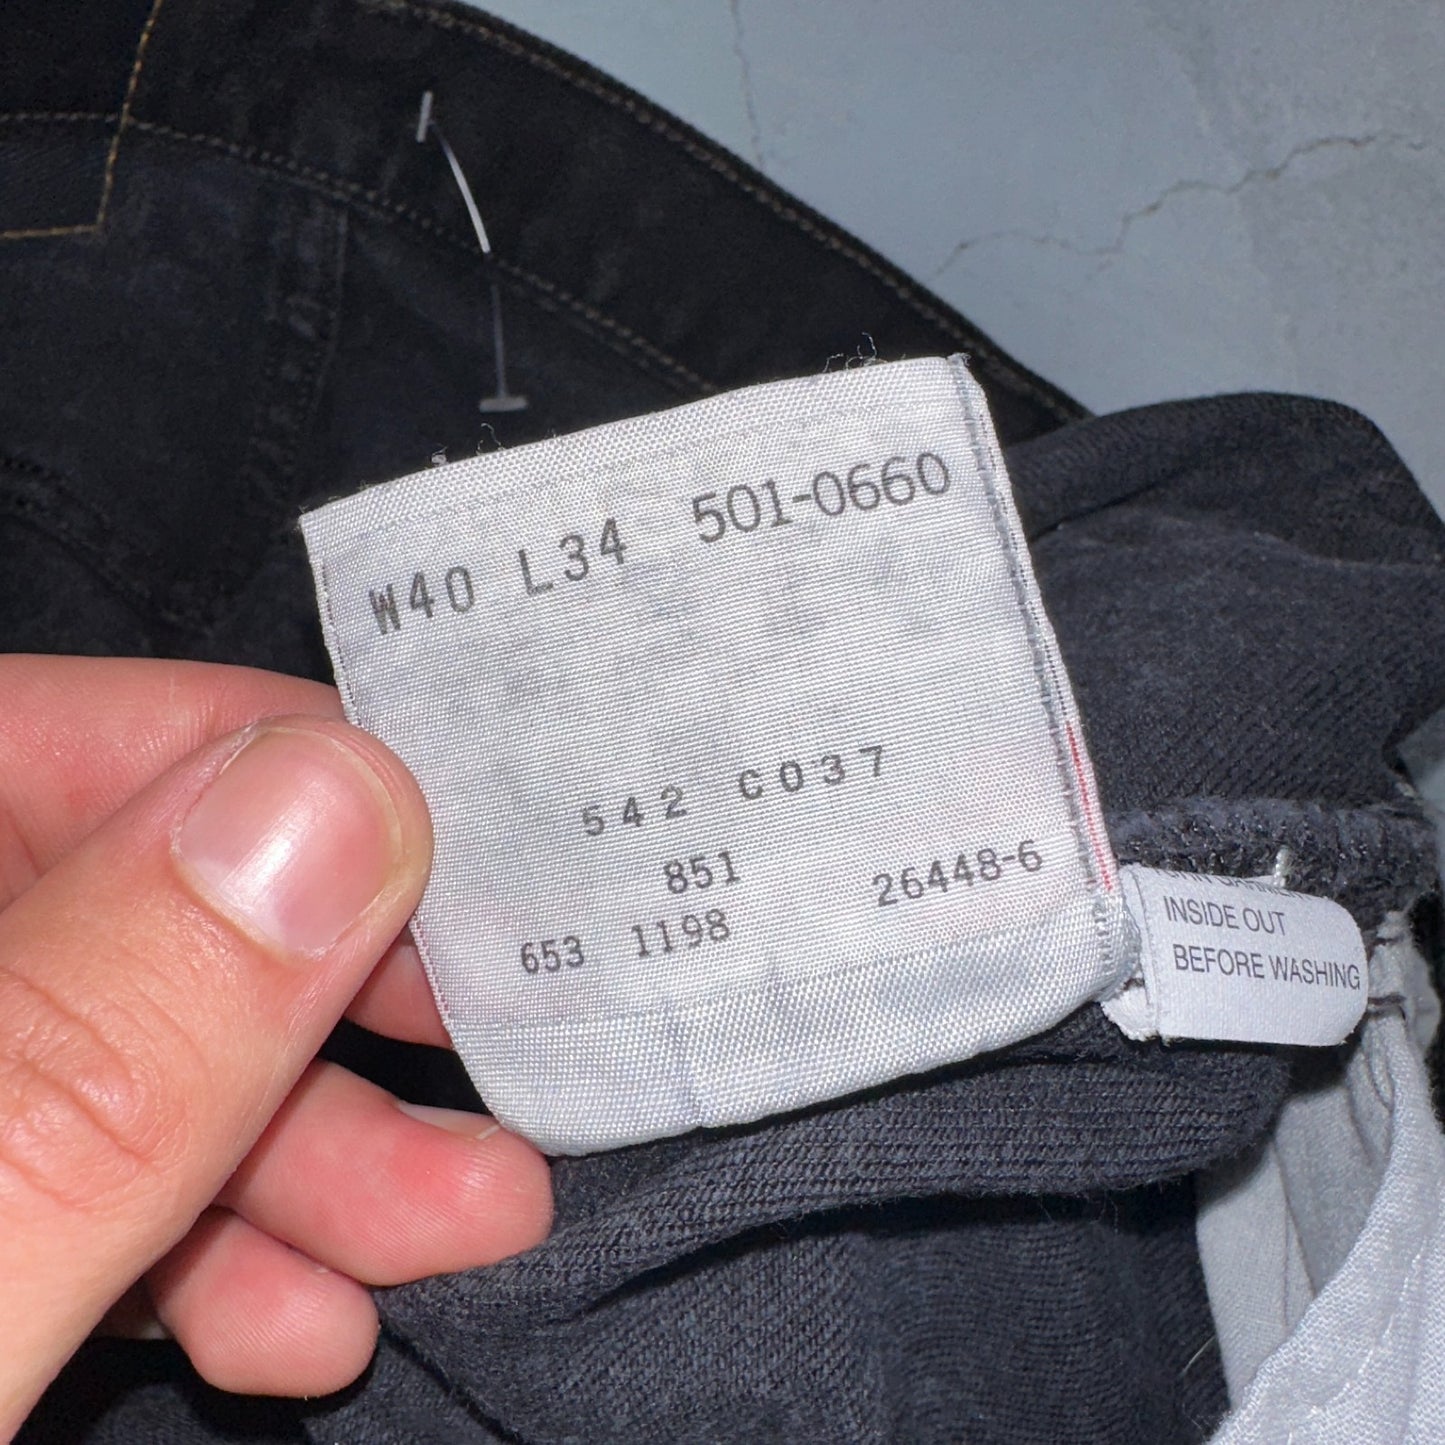 W40 L34 501-0660
542 C037
851 26448-6
653 1198
INSIDE OUT
BEFORE WASHING